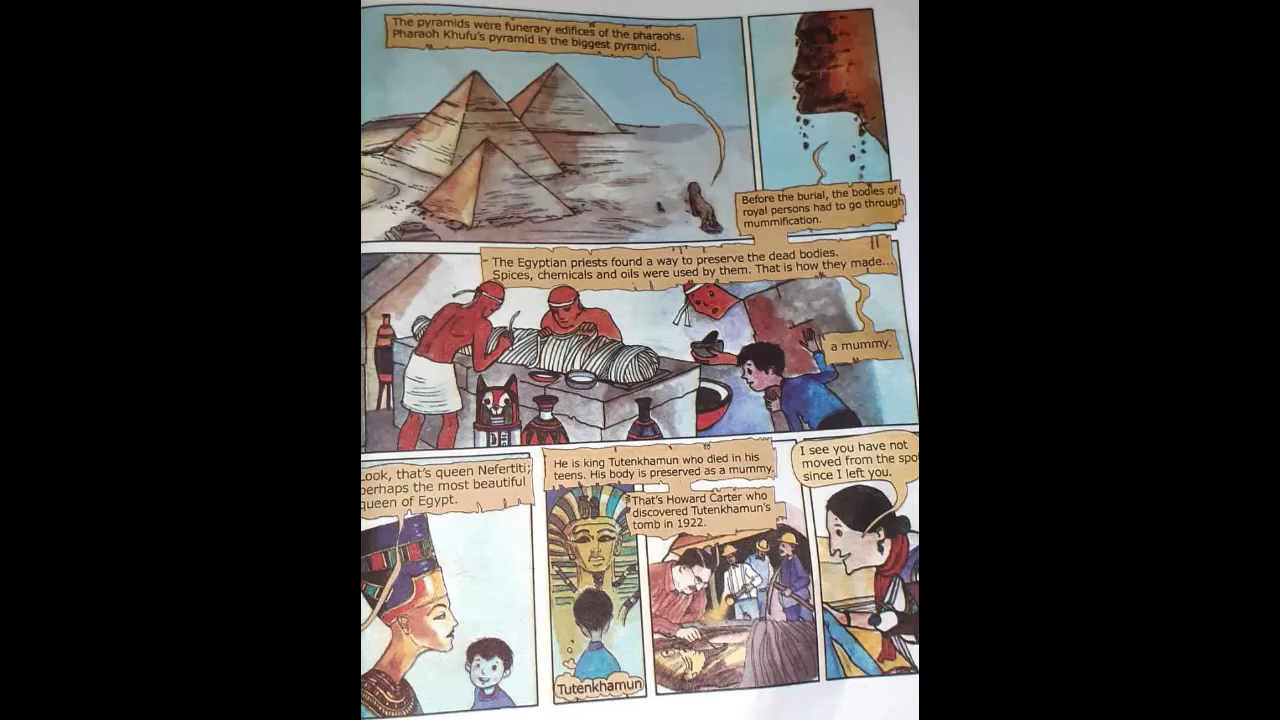 The pyramids were funerary edifices of the pharaohs.
Pharaoh Khufu's pyramid is the biggest pyramid.
Before the burial, the bodies of
royal persons had to go through
mummification.
The Egyptian priests found a way to preserve the dead bodies.
Spices, chemicals and oils were used by them. That is how they made...
a mummy.
Look, that's queen Nefertiti;
perhaps the most beautiful
queen of Egypt.
He is king Tutenkhamun who died in his
teens. His body is preserved as a mummy.
That's Howard Carter who
discovered Tutenkhamun's
tomb in 1922.
Tutenkhamun
I see you have not
moved from the spo
since I left you.